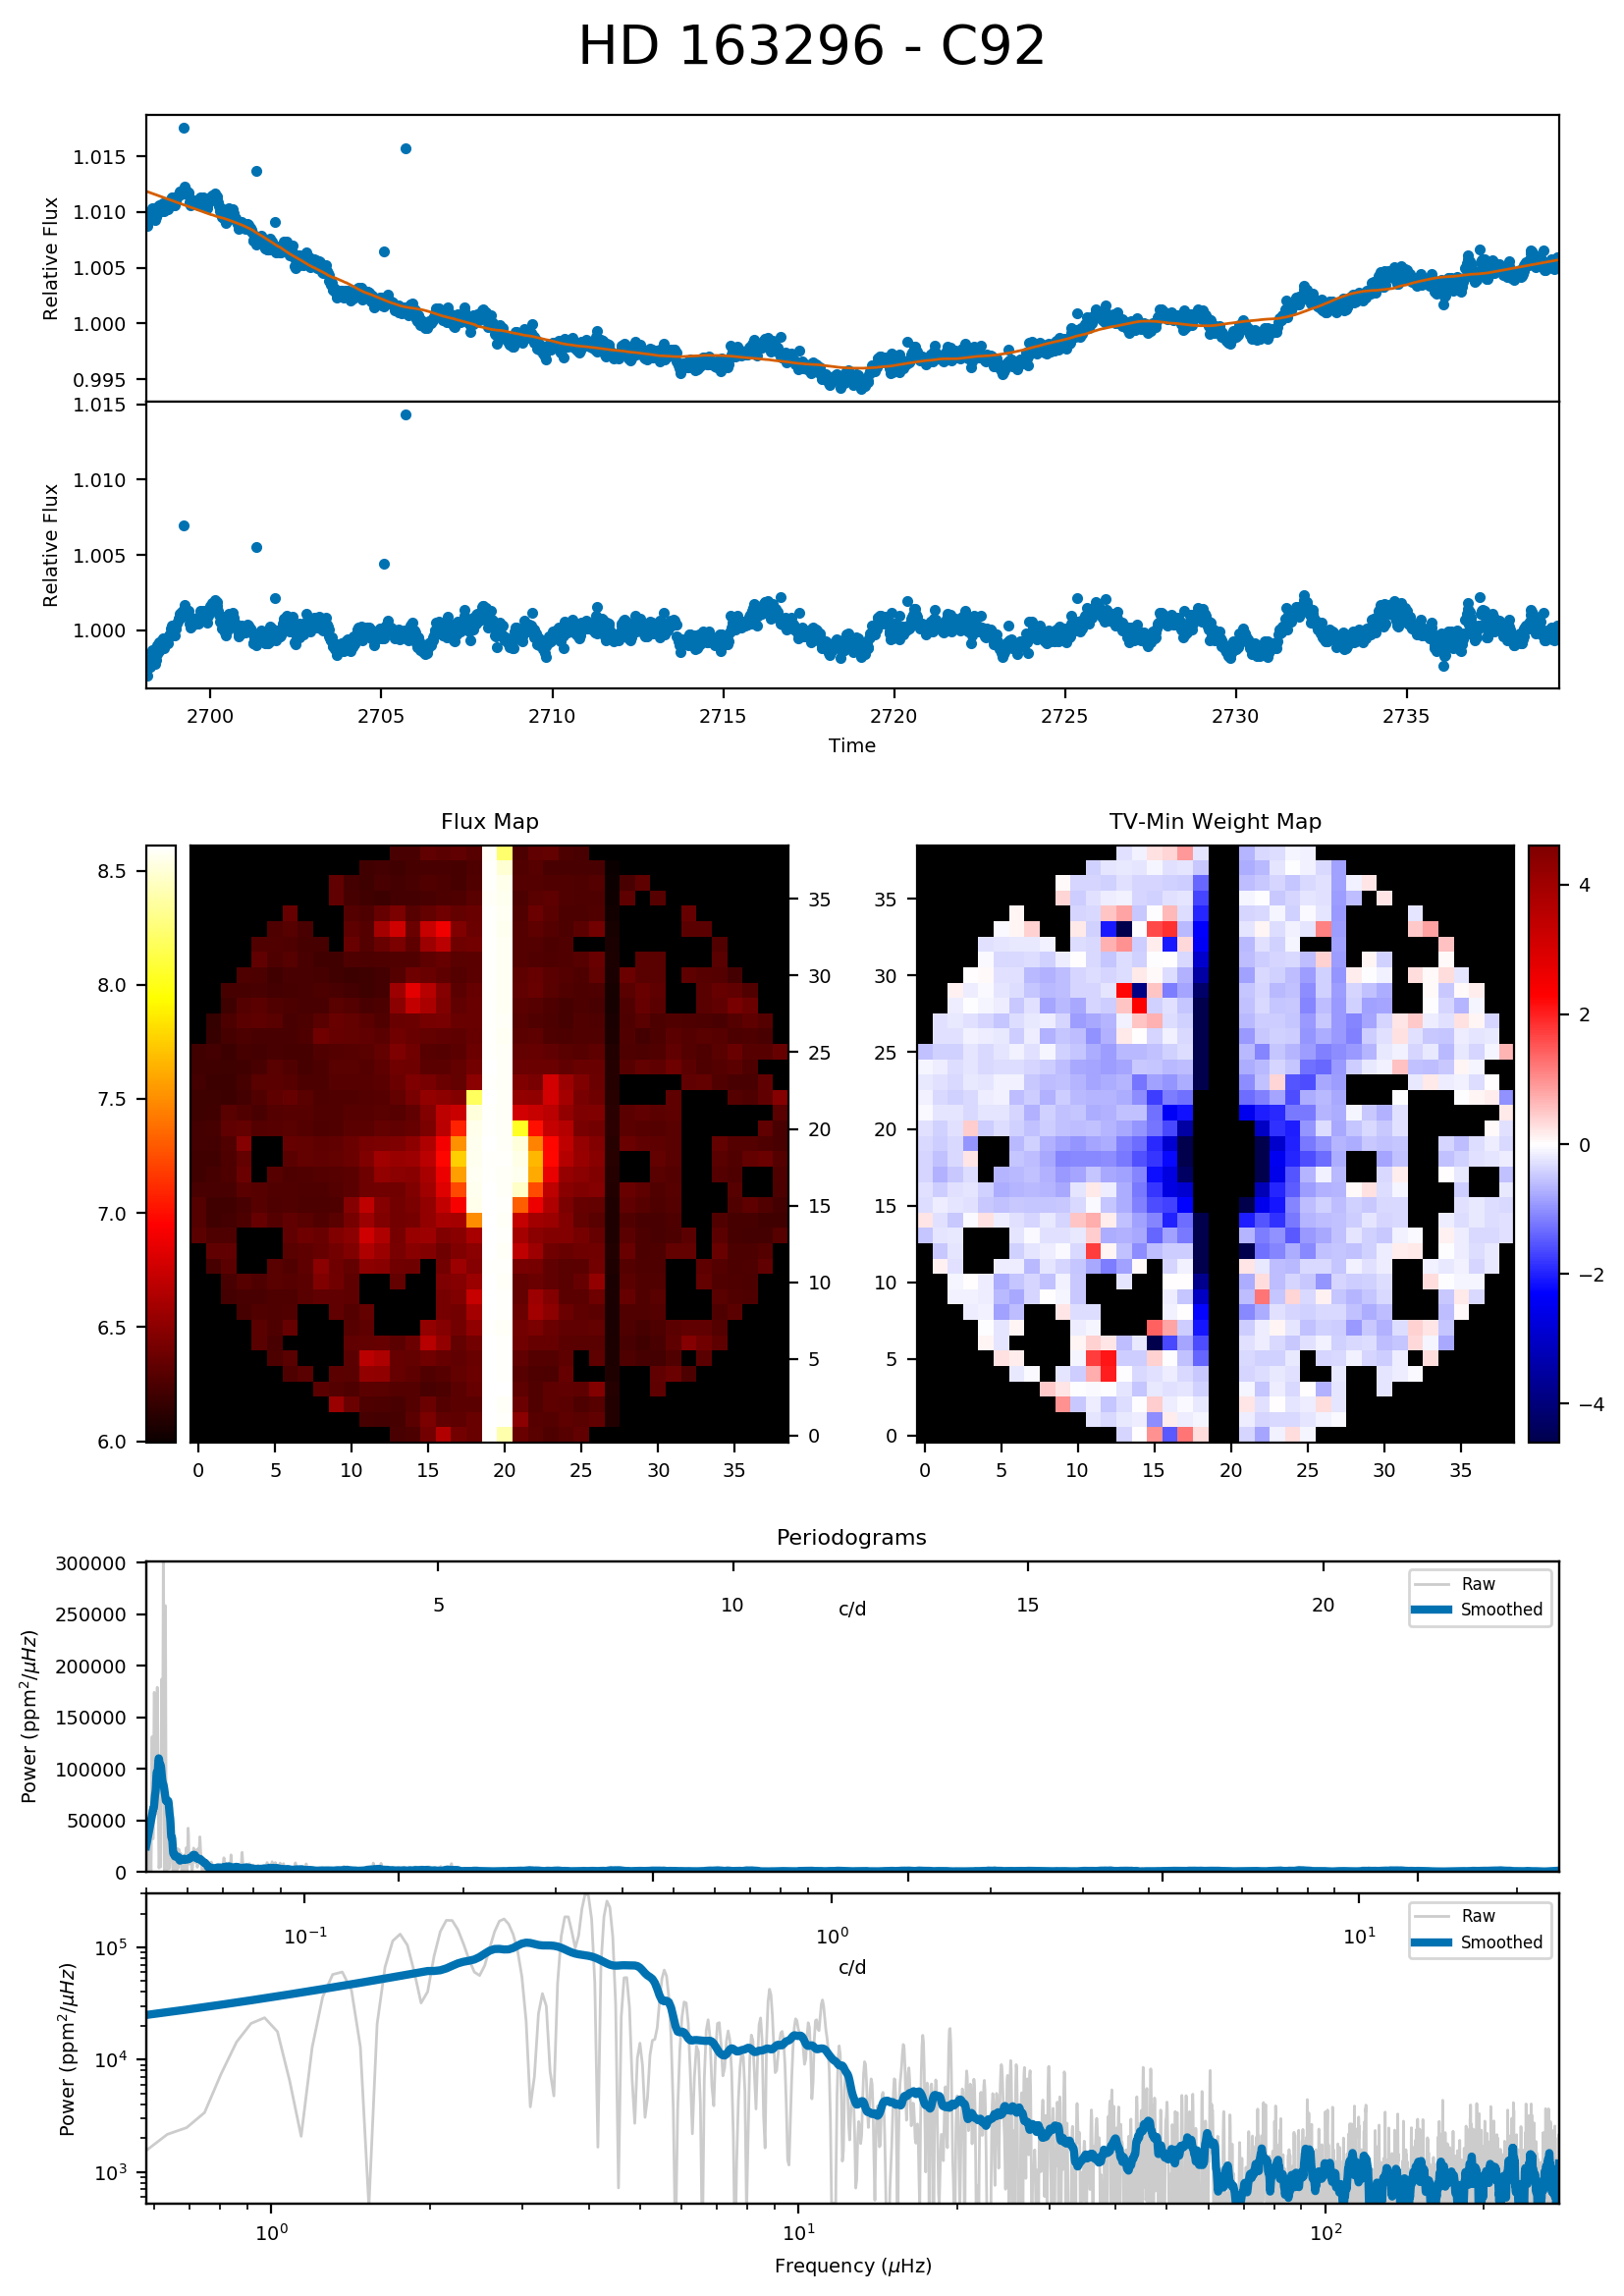 HD 163296 - C92
1.015
1.010
1.005
1.000
0.995
Relative Flux
1.015
1.010
1.005
1.000
Relative Flux
2700 2705 2710 2715 2720 2725 2730 2735
Time
Flux Map
8.5
8.0
7.5
7.0
6.5
6.0
35
30
25
20
15
10
5
0
0 5 10 15 20 25 30 35
TV-Min Weight Map
35
30
25
20
15
10
5
0
0 5 10 15 20 25 30 35
4
2
0
−2
−4
Periodograms
300000
250000
200000
150000
100000
50000
0
Power (ppm²/μHz)
5 10 15 20
c/d
Raw
Smoothed
10⁵
10⁴
10³
Power (ppm²/μHz)
10⁻¹ 10⁰ 10¹
c/d
Raw
Smoothed
10⁰ 10¹ 10²
Frequency (μHz)